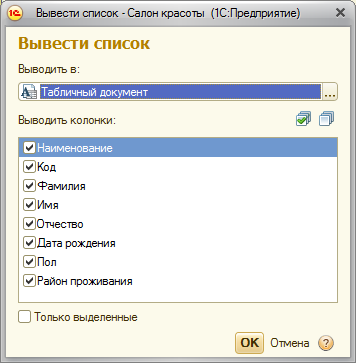 Вывести список - Салон красоты (1С:Предприятие)
Вывести список
Выводить в:
Табличный документ ...
Выводить колонки:
Наименование
Код
Фамилия
Имя
Отчество
Дата рождения
Пол
Район проживания
Только выделенные
OK Отмена ?